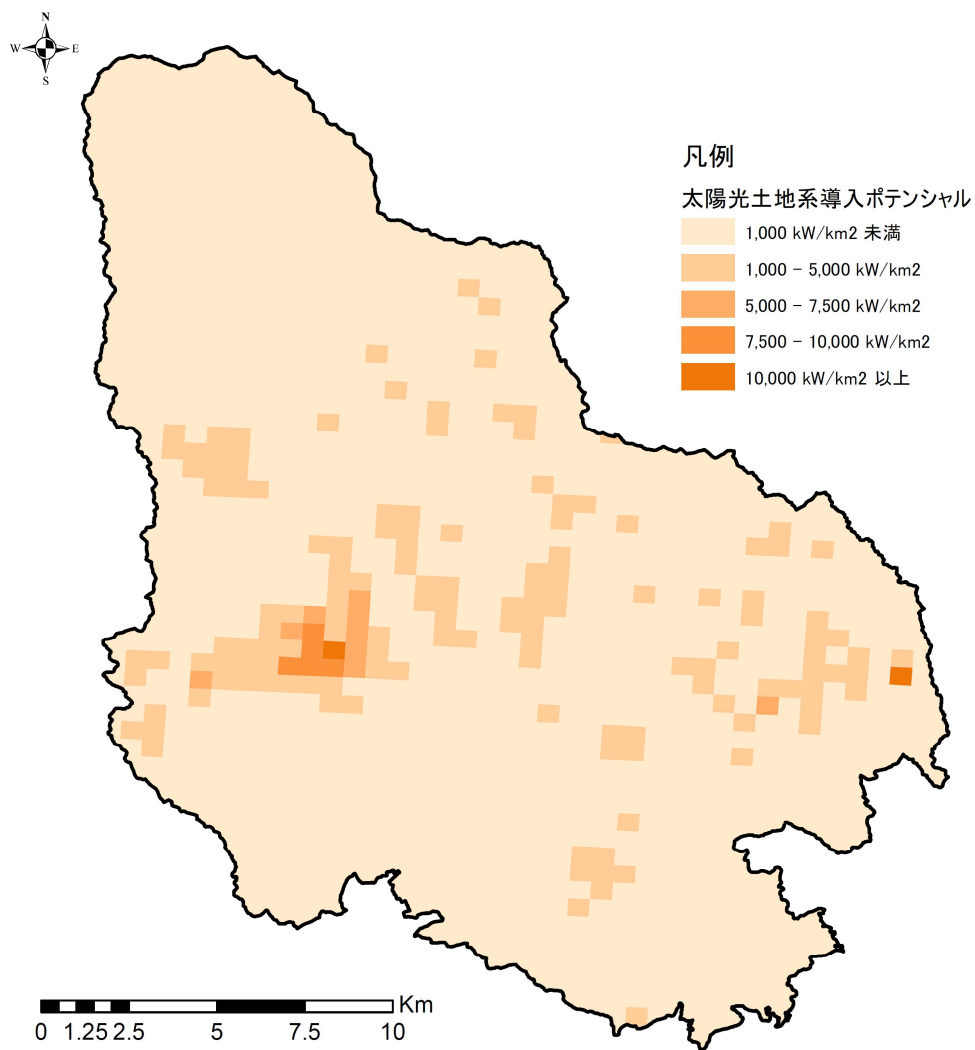 N
W E
S
凡例
太陽光土地系導入ポテンシャル
1,000 kW/km2 未満
1,000 - 5,000 kW/km2
5,000 - 7,500 kW/km2
7,500 - 10,000 kW/km2
10,000 kW/km2 以上
Km
0 1.25 2.5 5 7.5 10